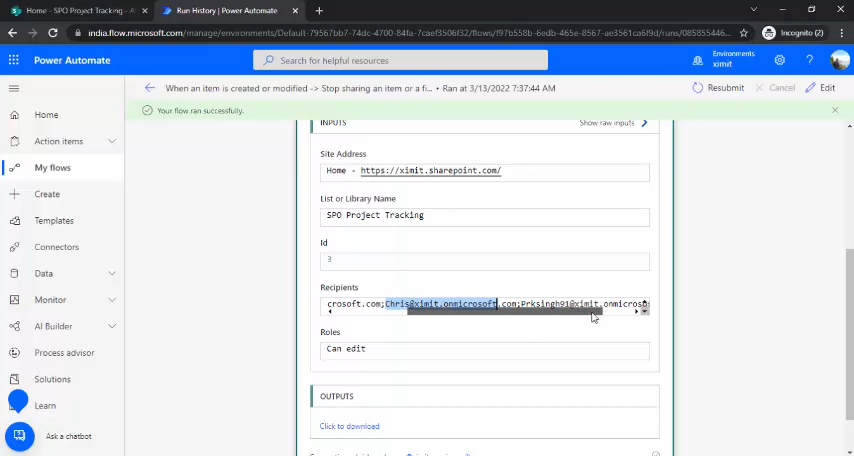 Home - SPO Project Tracking - Al
Run History | Power Automate
Incognito (2)
india.flow.microsoft.com/manage/environments/Default-79567bb7-74dc-4700-84fa-7caef3506f32/flows/f97b558b-6edb-465e-8567-ae3561ca6f9d/runs/085855446...
Power Automate
Search for helpful resources
Environments
ximit
When an item is created or modified -> Stop sharing an item or a fi... • Ran at 3/13/2022 7:37:44 AM
Resubmit
Cancel
Edit
Your flow ran successfully.
Home
Action items
My flows
Create
Templates
Connectors
Data
Monitor
AI Builder
Process advisor
Solutions
Learn
Ask a chatbot
INPUTS
Show raw inputs
Site Address
Home - https://ximit.sharepoint.com/
List or Library Name
SPO Project Tracking
Id
3
Recipients
crosoft.com;Chris@ximit.onmicrosoft.com;Prksingh91@ximit.onmicroso
Roles
Can edit
OUTPUTS
Click to download